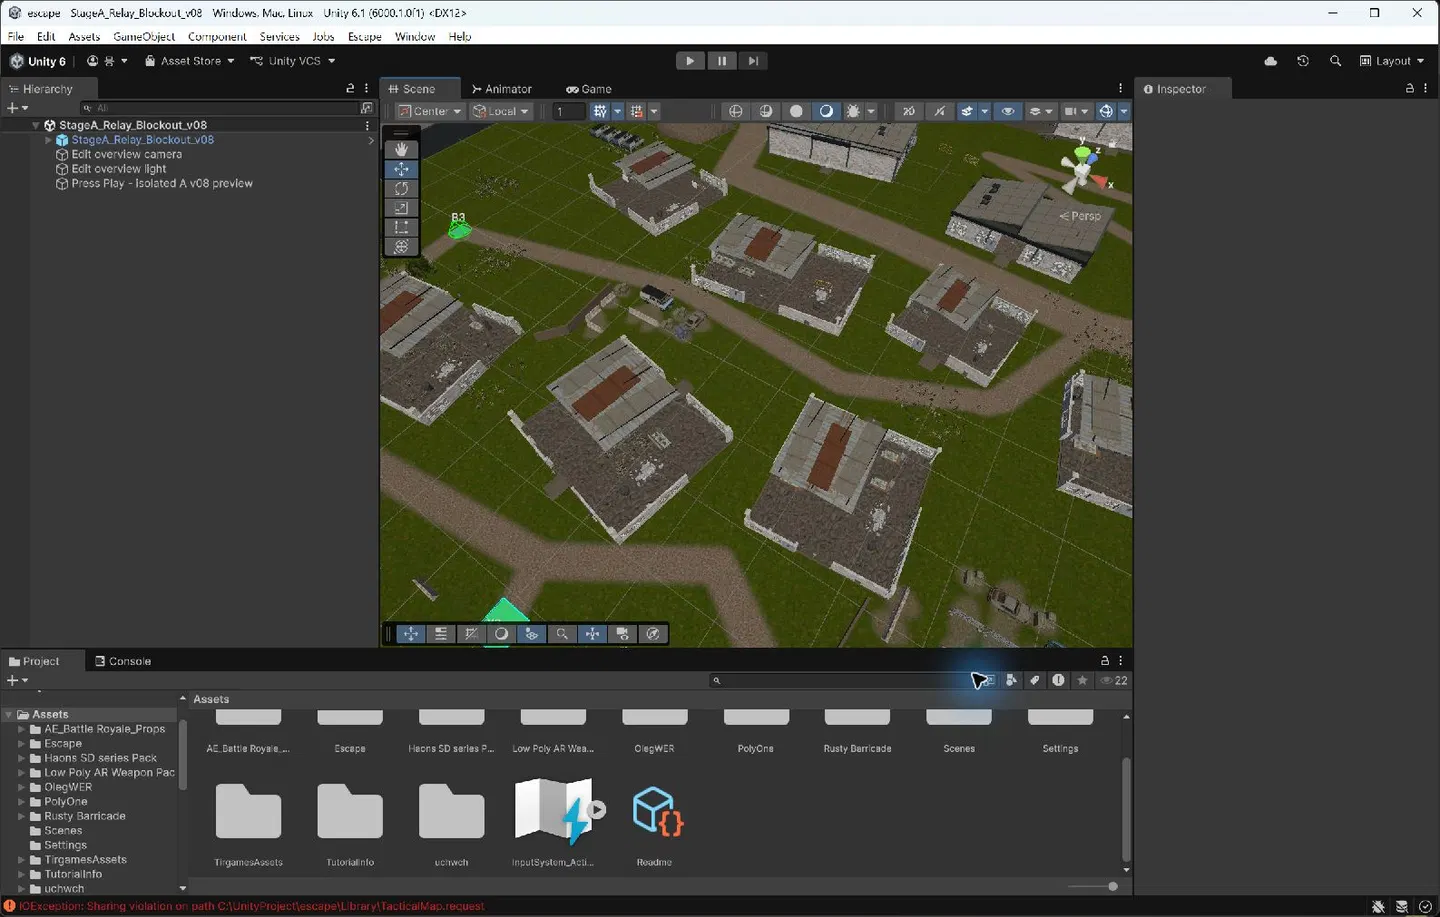 escape - StageA_Relay_Blockout_v08 - Windows, Mac, Linux - Unity 6.1 (6000.1.0f1) <DX12>
File Edit Assets GameObject Component Services Jobs Escape Window Help
Unity 6 Asset Store Unity VCS Layout
Hierarchy
Scene Animator Game
Inspector
All
Center Local 1 2D
StageA_Relay_Blockout_v08
StageA_Relay_Blockout_v08
Edit overview camera
Edit overview light
Press Play - Isolated A v08 preview
y
z
x
Persp
B3
Project Console
22
Assets
Assets
AE_Battle Royale_Props
Escape
Haons SD series Pack
Low Poly AR Weapon Pac
OlegWER
PolyOne
Rusty Barricade
Scenes
Settings
TirgamesAssets
TutorialInfo
uchwch
AE_Battle Royale_... Escape Haons SD series P... Low Poly AR Wea... OlegWER PolyOne Rusty Barricade Scenes Settings
TirgamesAssets TutorialInfo uchwch InputSystem_Acti... Readme
IOException: Sharing violation on path C:\UnityProject\escape\Library\TacticalMap.request